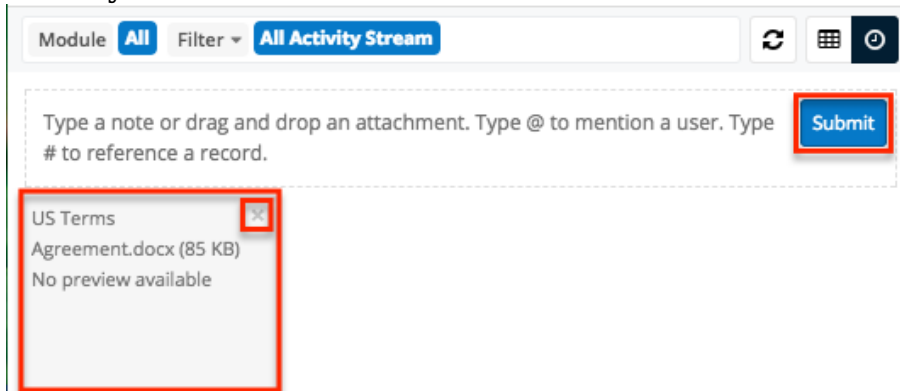 Module All Filter All Activity Stream
Type a note or drag and drop an attachment. Type @ to mention a user. Type
# to reference a record.
Submit
US Terms
Agreement.docx (85 KB)
No preview available